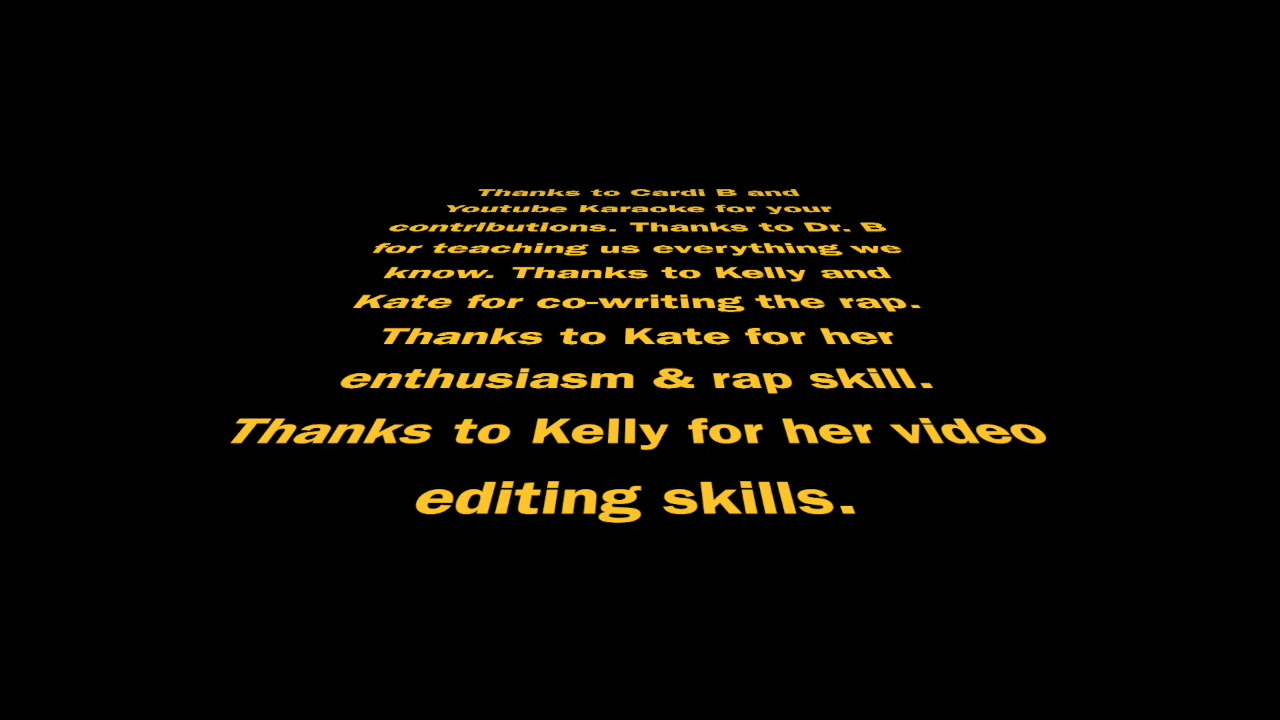 Thanks to Cardi B and
Youtube Karaoke for your
contributions. Thanks to Dr. B
for teaching us everything we
know. Thanks to Kelly and
Kate for co-writing the rap.
Thanks to Kate for her
enthusiasm & rap skill.
Thanks to Kelly for her video
editing skills.